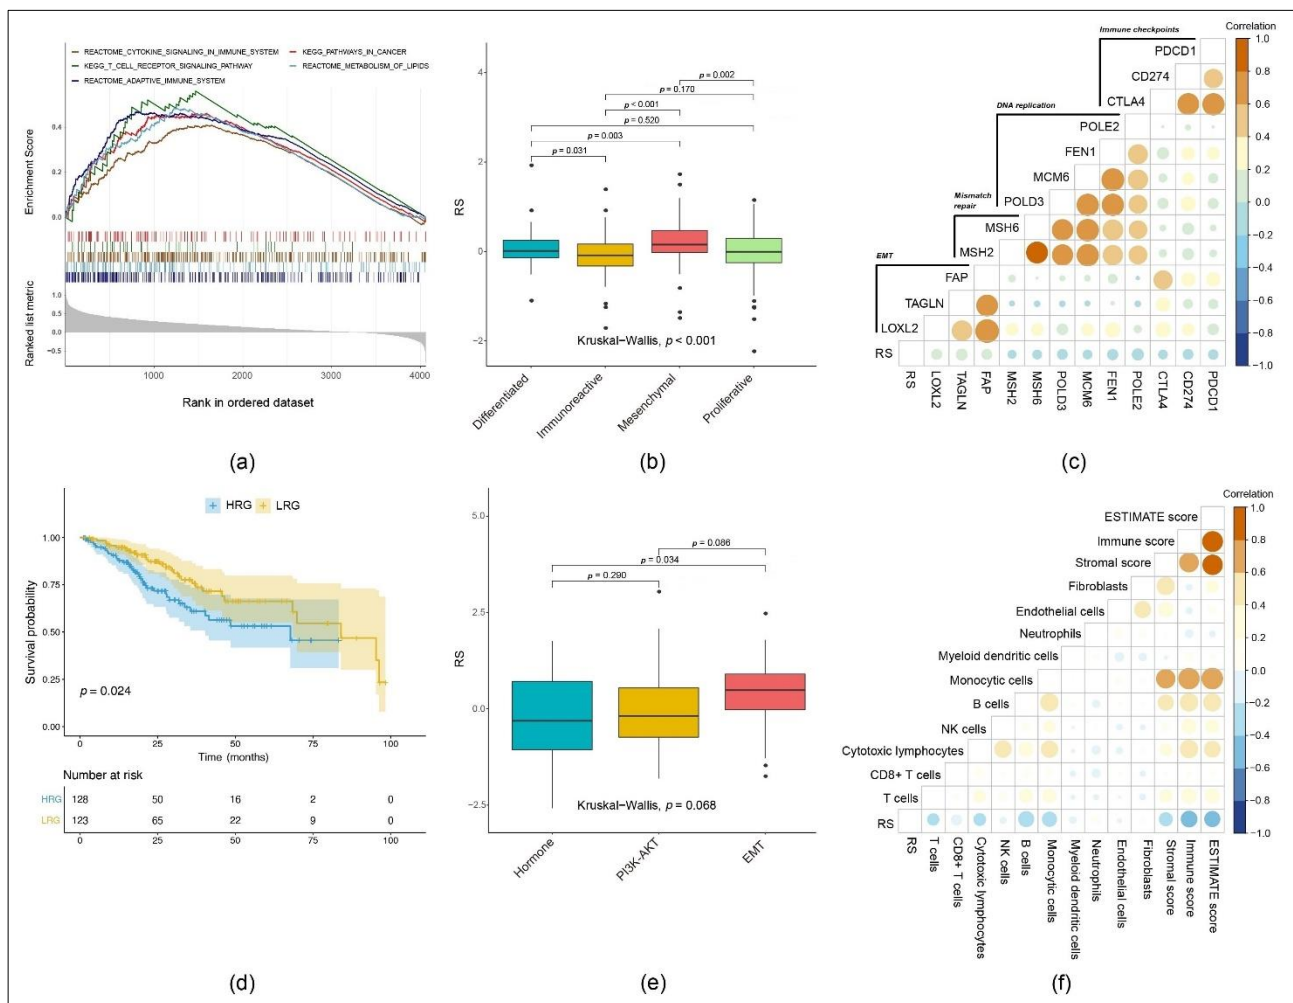 REACTOME_CYTOKINE_SIGNALING_IN_IMMUNE_SYSTEM
KEGG_PATHWAYS_IN_CANCER
KEGG_T_CELL_RECEPTOR_SIGNALING_PATHWAY
REACTOME_METABOLISM_OF_LIPIDS
REACTOME_ADAPTIVE_IMMUNE_SYSTEM
Enrichment Score
0.4
0.2
0.0
Ranked list metric
1.0
0.5
0.0
−0.5
1000
2000
3000
4000
Rank in ordered dataset
(a)
RS
4
2
0
−2
p = 0.002
p = 0.170
p < 0.001
p = 0.520
p = 0.003
p = 0.031
Kruskal−Wallis, p < 0.001
Differentiated
Immunoreactive
Mesenchymal
Proliferative
(b)
Correlation
1.0
0.8
0.6
0.4
0.2
0.0
−0.2
−0.4
−0.6
−0.8
−1.0
Immune checkpoints
PDCD1
CD274
CTLA4
DNA replication
POLE2
FEN1
MCM6
POLD3
Mismatch
repair
MSH6
MSH2
EMT
FAP
TAGLN
LOXL2
RS
RS
LOXL2
TAGLN
FAP
MSH2
MSH6
POLD3
MCM6
FEN1
POLE2
CTLA4
CD274
PDCD1
(c)
HRG LRG
Survival probability
1.00
0.75
0.50
0.25
0.00
p = 0.024
0 25 50 75 100
Time (months)
Number at risk
HRG 128 50 16 2 0
LRG 123 65 22 9 0
0 25 50 75 100
(d)
RS
5.0
2.5
0.0
−2.5
p = 0.086
p = 0.034
p = 0.290
Kruskal−Wallis, p = 0.068
Hormone
PI3K-AKT
EMT
(e)
Correlation
1.0
0.8
0.6
0.4
0.2
0.0
−0.2
−0.4
−0.6
−0.8
−1.0
ESTIMATE score
Immune score
Stromal score
Fibroblasts
Endothelial cells
Neutrophils
Myeloid dendritic cells
Monocytic cells
B cells
NK cells
Cytotoxic lymphocytes
CD8+ T cells
T cells
RS
RS
T cells
CD8+ T cells
Cytotoxic lymphocytes
NK cells
B cells
Monocytic cells
Myeloid dendritic cells
Neutrophils
Endothelial cells
Fibroblasts
Stromal score
Immune score
ESTIMATE score
(f)